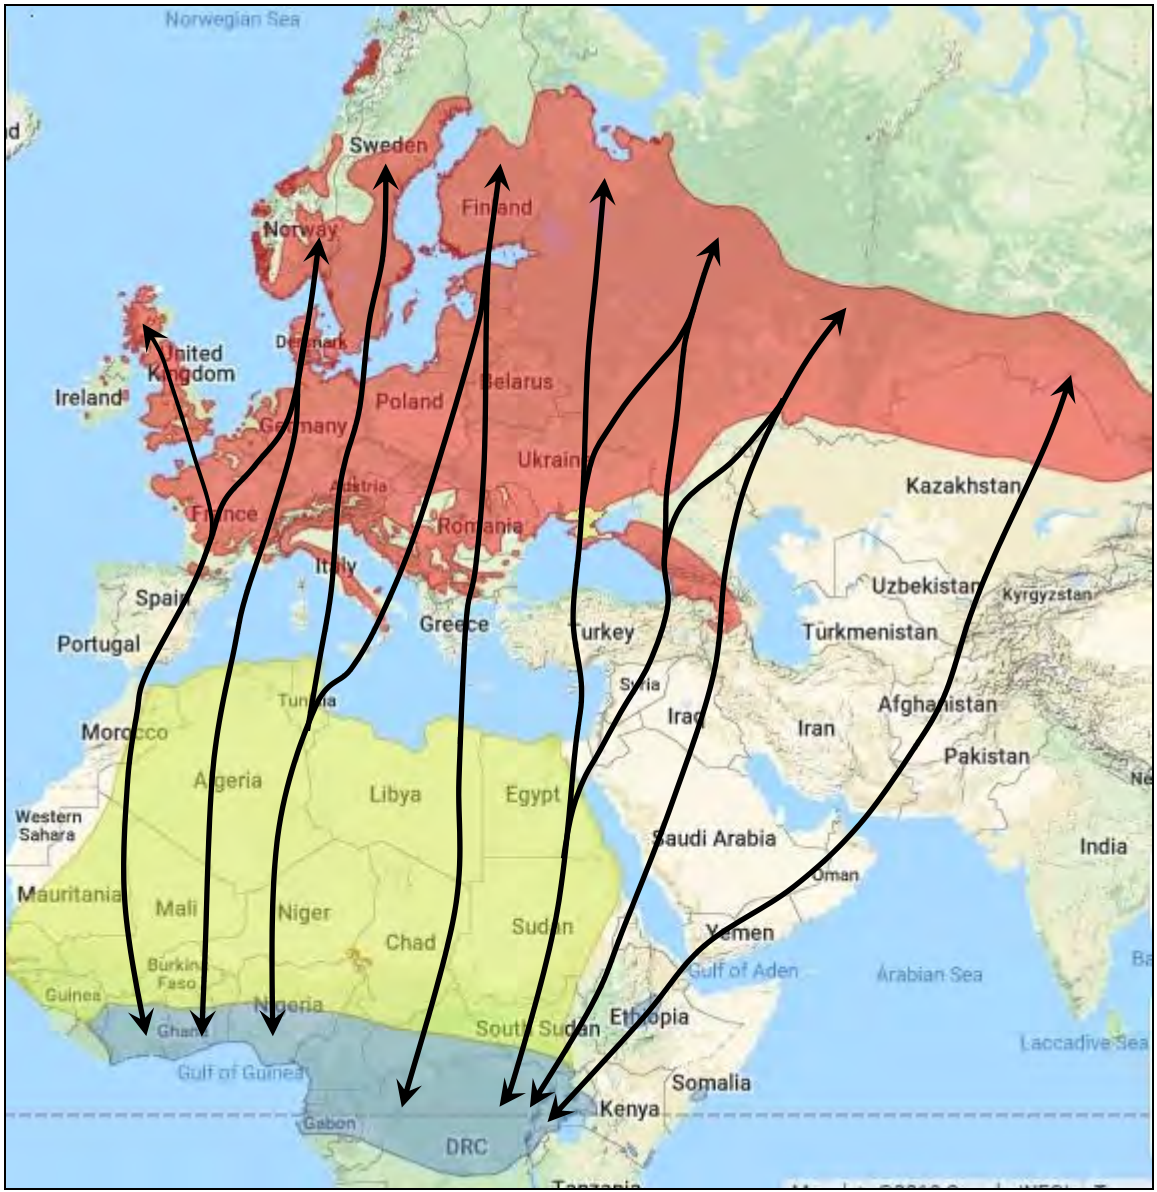 Norwegian Sea
d
Sweden
Finland
Norway
Denmark
United
Kingdom
Ireland
Belarus
Poland
Germany
Ukraine
Austria
Kazakhstan
France
Romania
Italy
Uzbekistan
Kyrgyzstan
Spain
Greece
Turkey
Turkmenistan
Portugal
Syria
Tunisia
Afghanistan
Iraq
Iran
Morocco
Pakistan
Algeria
Libya
Egypt
Ne
Western
Sahara
Saudi Arabia
India
Oman
Mauritania
Mali
Niger
Chad
Sudan
Yemen
Burkina
Faso
Gulf of Aden
Arabian Sea
Ba
Guinea
Nigeria
Ghana
South Sudan
Ethiopia
Laccadive Sea
Gulf of Guinea
Somalia
Kenya
Gabon
DRC
Tanzania